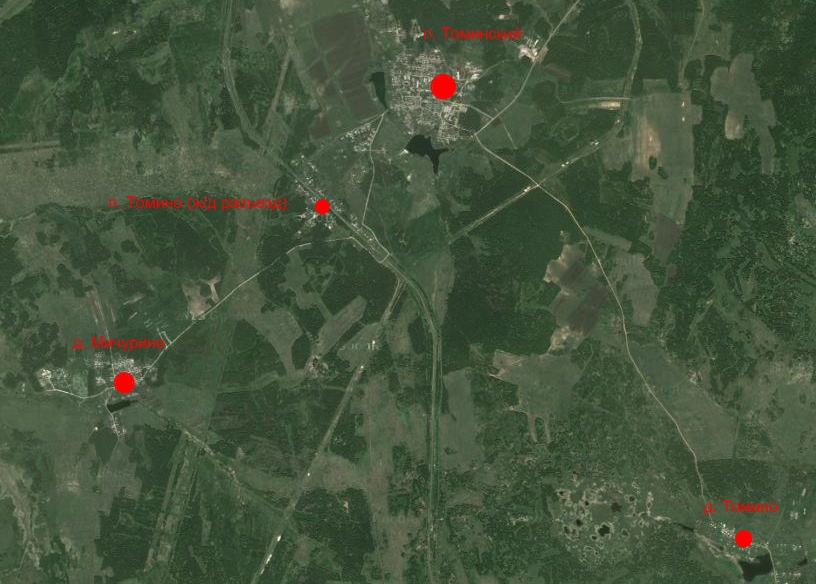 п. Томинский
п. Томино (ж/д разъезд)
д. Мичурино
д. Томино